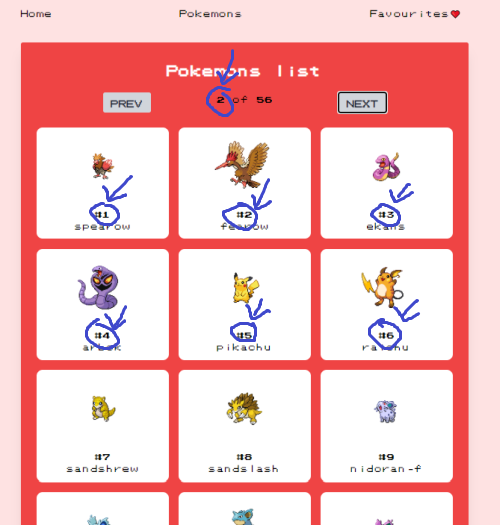 Home Pokemons Favourites
Pokemons list
PREV 2 of 56 NEXT
#1 #2 #3
spearow fearow ekans
#4 #5 #6
arbok pikachu raichu
#7 #8 #9
sandshrew sandslash nidoran-f